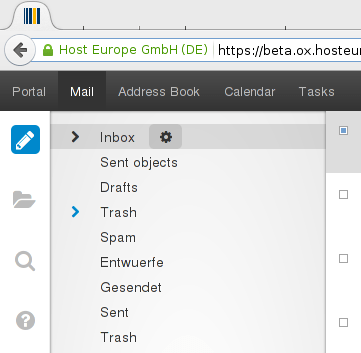 Host Europe GmbH (DE) https://beta.ox.hosteu
Portal Mail Address Book Calendar Tasks
Inbox
Sent objects
Drafts
Trash
Spam
Entwuerfe
Gesendet
Sent
Trash